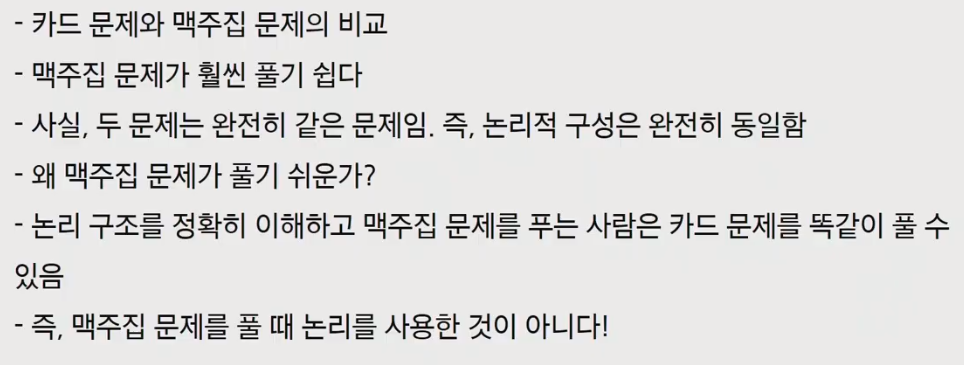 - 카드 문제와 맥주집 문제의 비교
- 맥주집 문제가 훨씬 풀기 쉽다
- 사실, 두 문제는 완전히 같은 문제임. 즉, 논리적 구성은 완전히 동일함
- 왜 맥주집 문제가 풀기 쉬운가?
- 논리 구조를 정확히 이해하고 맥주집 문제를 푸는 사람은 카드 문제를 똑같이 풀 수
있음
- 즉, 맥주집 문제를 풀 때 논리를 사용한 것이 아니다!